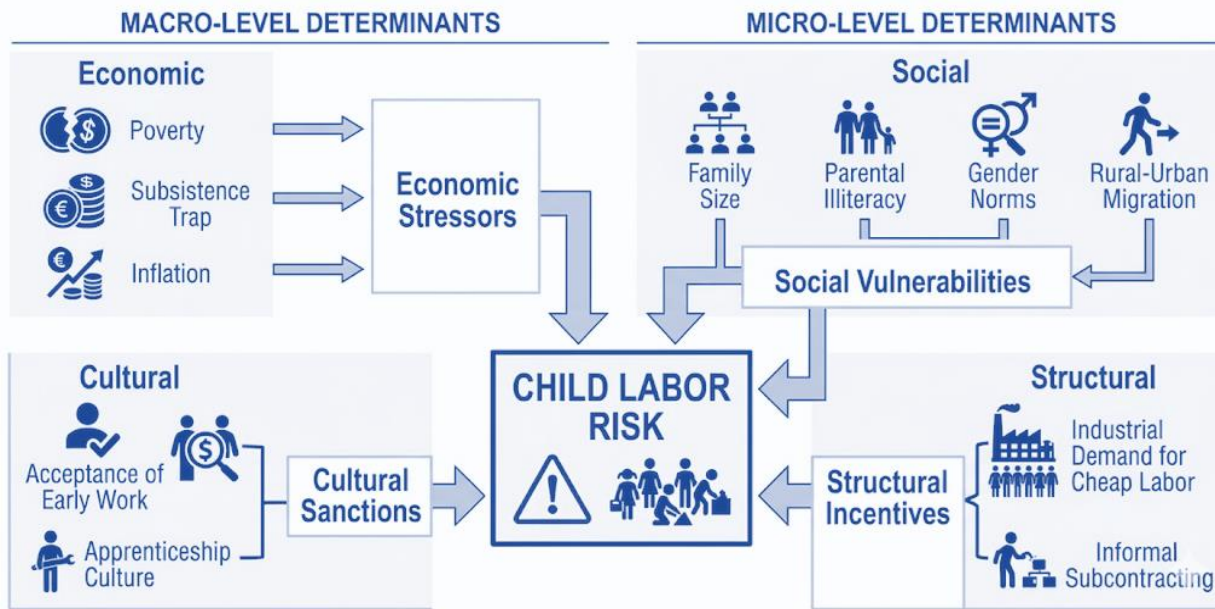 MACRO-LEVEL DETERMINANTS
MICRO-LEVEL DETERMINANTS
Economic
$
Poverty
$
€
Subsistence
Trap
€
Inflation
Economic
Stressors
Social
Family
Size
Parental
Illiteracy
=
Gender
Norms
Rural-Urban
Migration
Social Vulnerabilities
Cultural
$
Acceptance of
Early Work
Apprenticeship
Culture
Cultural
Sanctions
CHILD LABOR
RISK
!
Structural
Incentives
Structural
Industrial
Demand for
Cheap Labor
Informal
Subcontracting